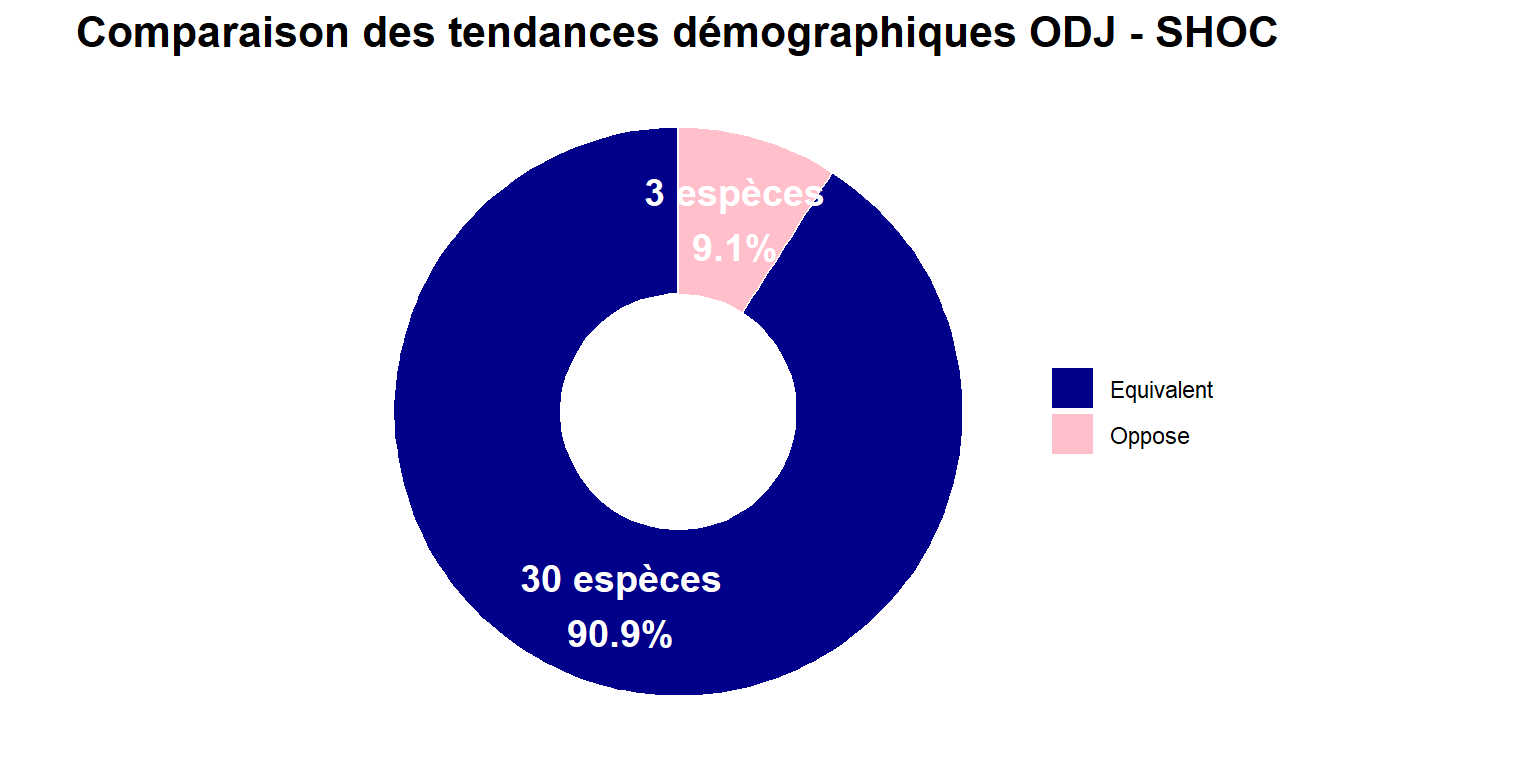 Comparaison des tendances démographiques ODJ - SHOC
3 espèces
9.1%
Equivalent
Oppose
30 espèces
90.9%